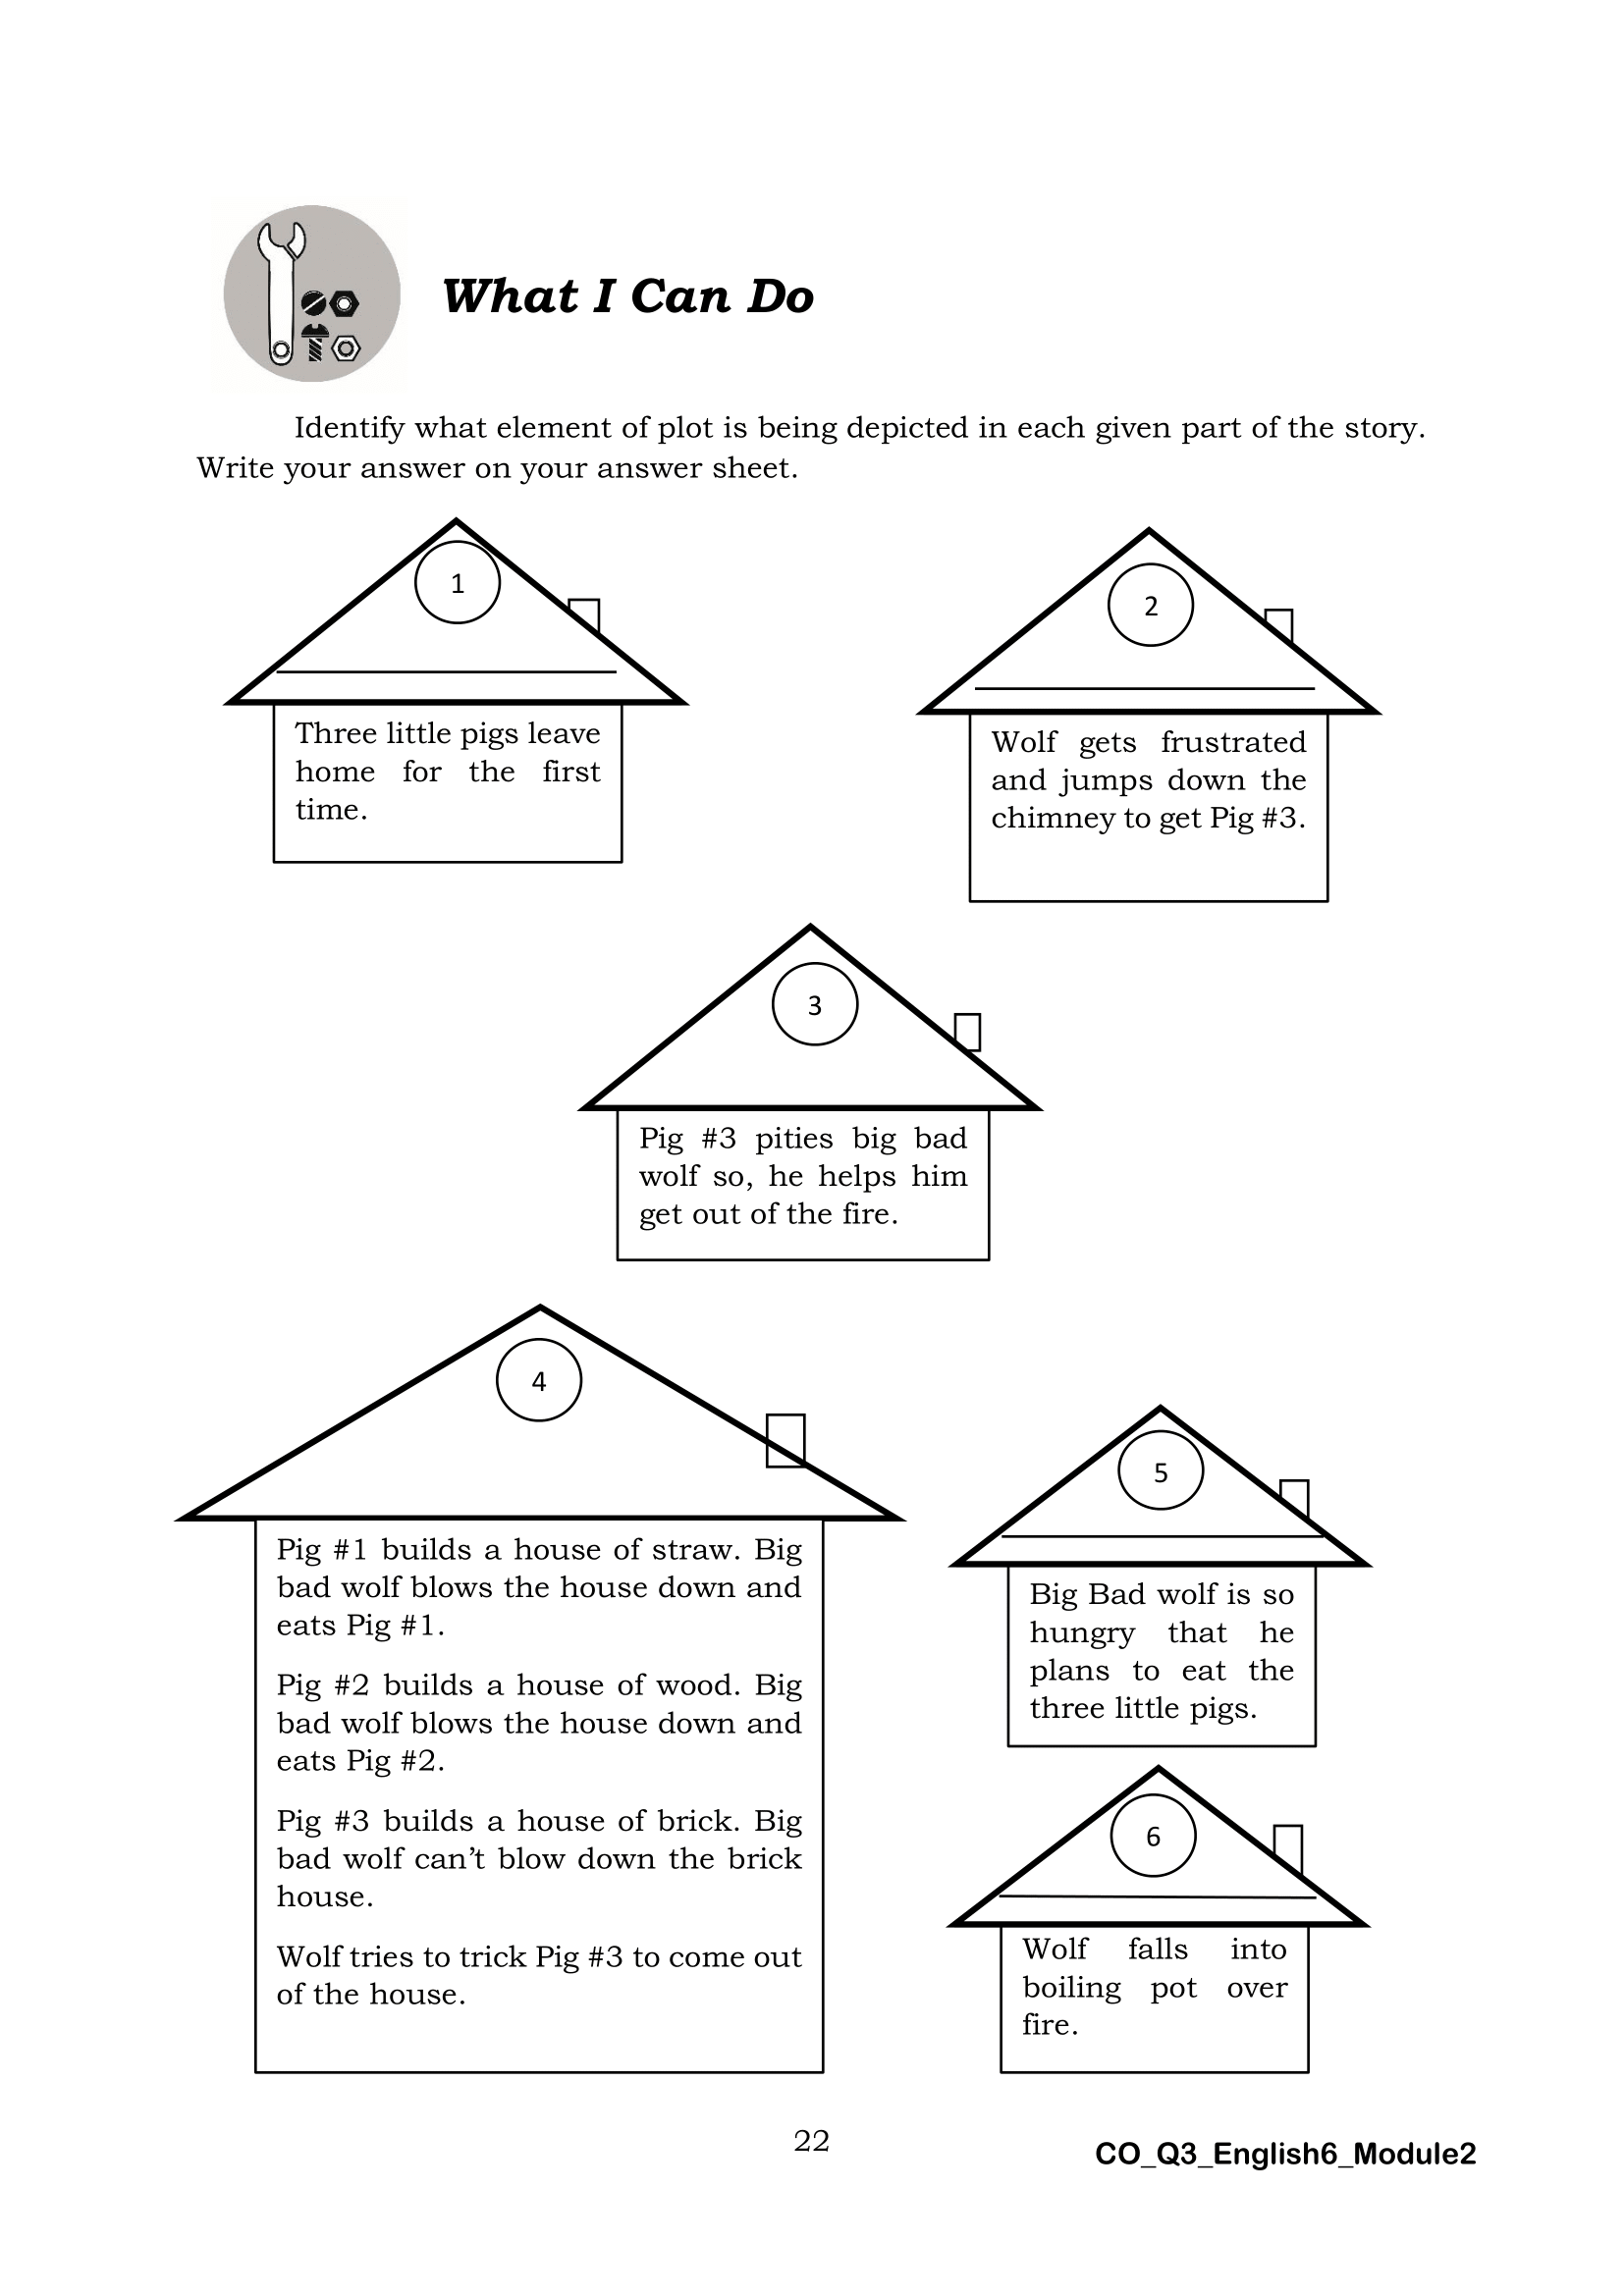 What I Can Do
Identify what element of plot is being depicted in each given part of the story.
Write your answer on your answer sheet.
1
Three little pigs leave
home for the first
time.
2
Wolf gets frustrated
and jumps down the
chimney to get Pig #3.
3
Pig #3 pities big bad
wolf so, he helps him
get out of the fire.
4
Pig #1 builds a house of straw. Big
bad wolf blows the house down and
eats Pig #1.
Pig #2 builds a house of wood. Big
bad wolf blows the house down and
eats Pig #2.
Pig #3 builds a house of brick. Big
bad wolf can’t blow down the brick
house.
Wolf tries to trick Pig #3 to come out
of the house.
5
Big Bad wolf is so
hungry that he
plans to eat the
three little pigs.
6
Wolf falls into
boiling pot over
fire.
22
CO_Q3_English6_Module2